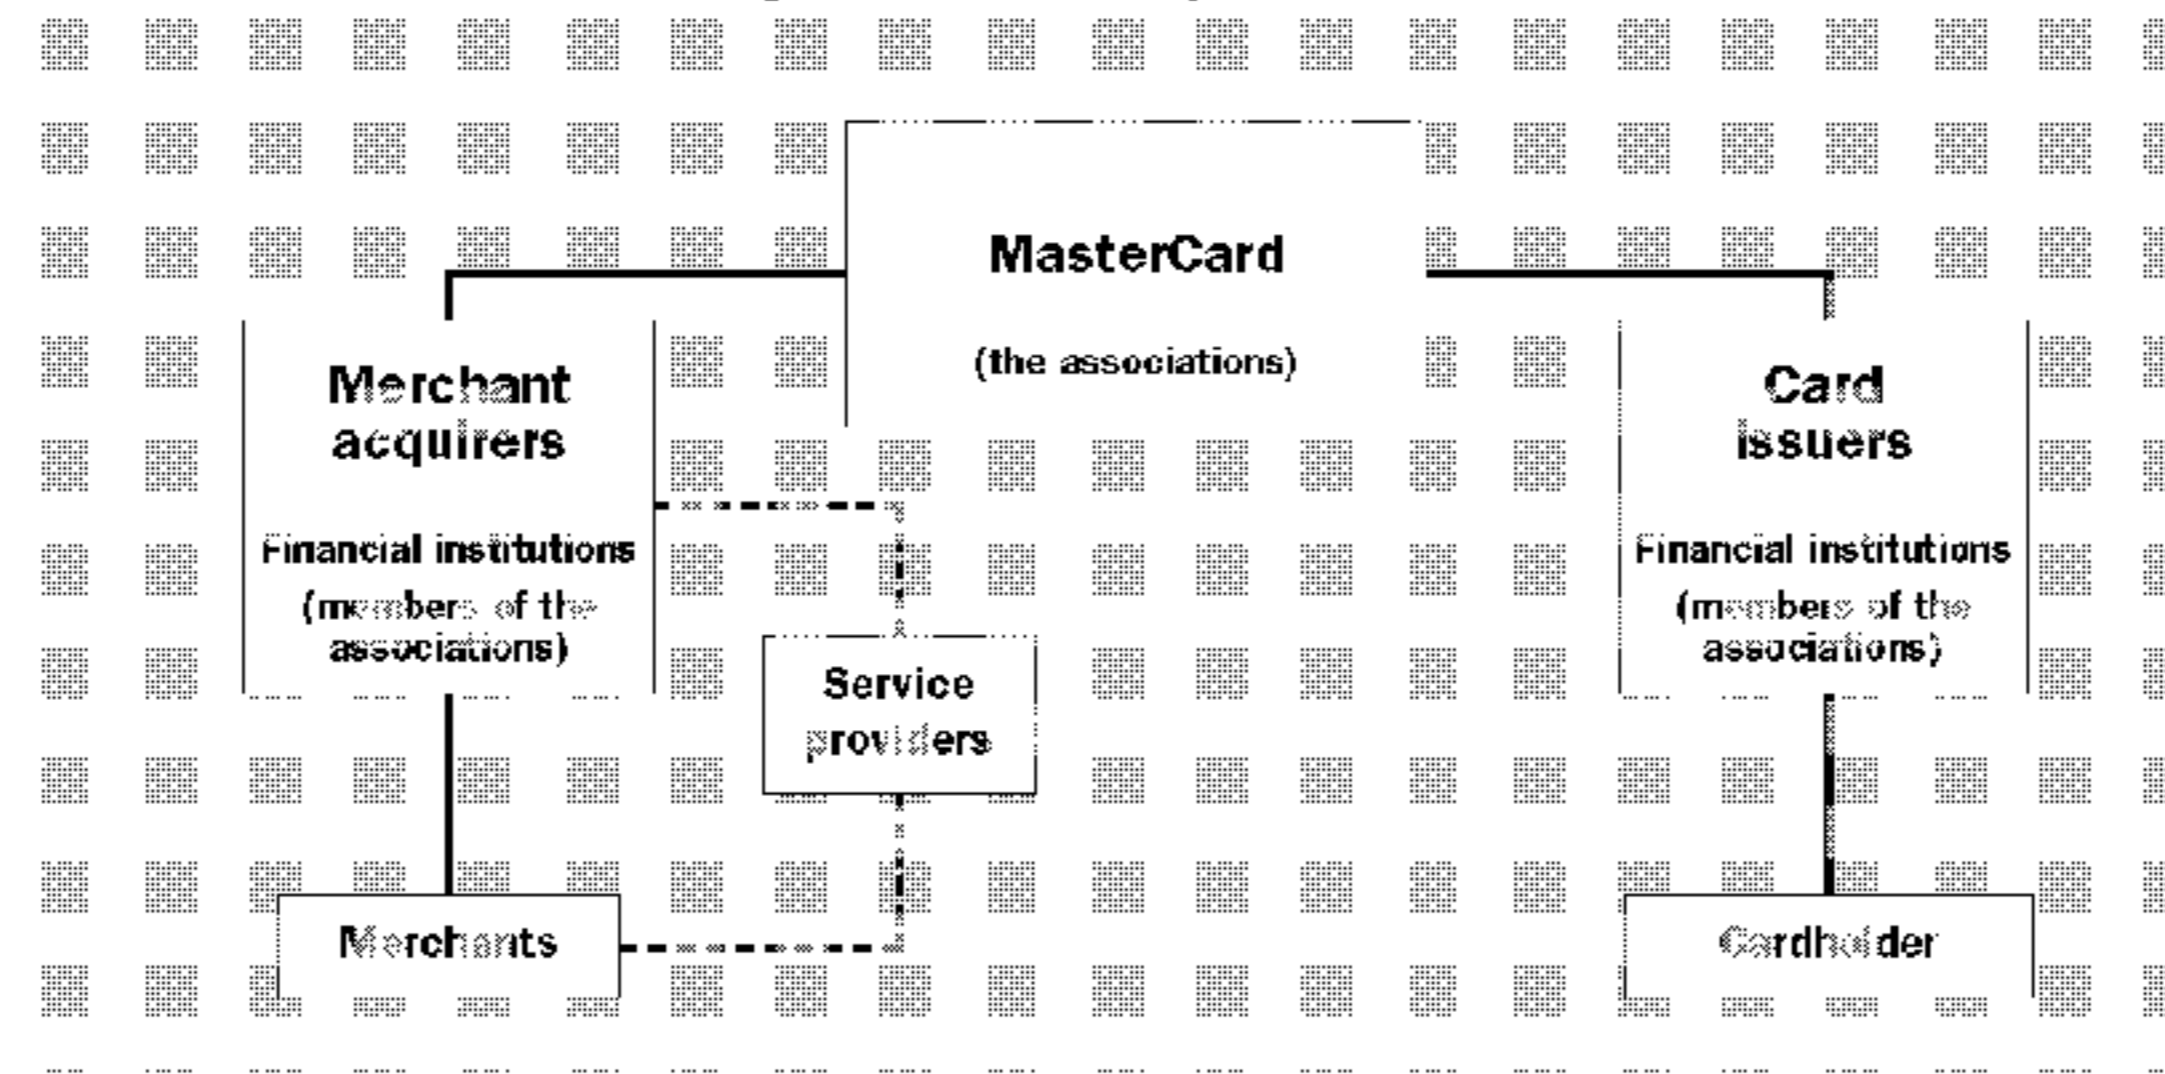 MasterCard
(the associations)
Merchant
acquirers
Financial institutions
(members of the
associations)
Card
issuers
Financial institutions
(members of the
associations)
Service
providers
Merchants
Cardholder